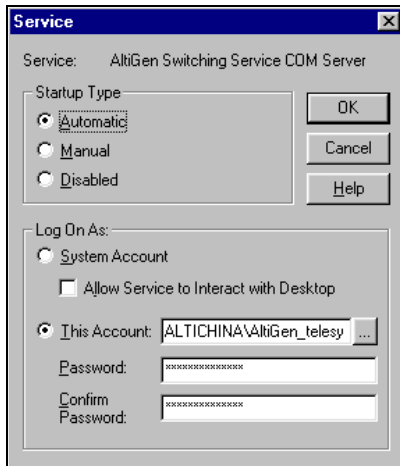 Service
Service: AltiGen Switching Service COM Server
Startup Type
Automatic
Manual
Disabled
OK
Cancel
Help
Log On As:
System Account
Allow Service to Interact with Desktop
This Account: ALTICHINA\AltiGen_telesy ...
Password: **************
Confirm Password: **************